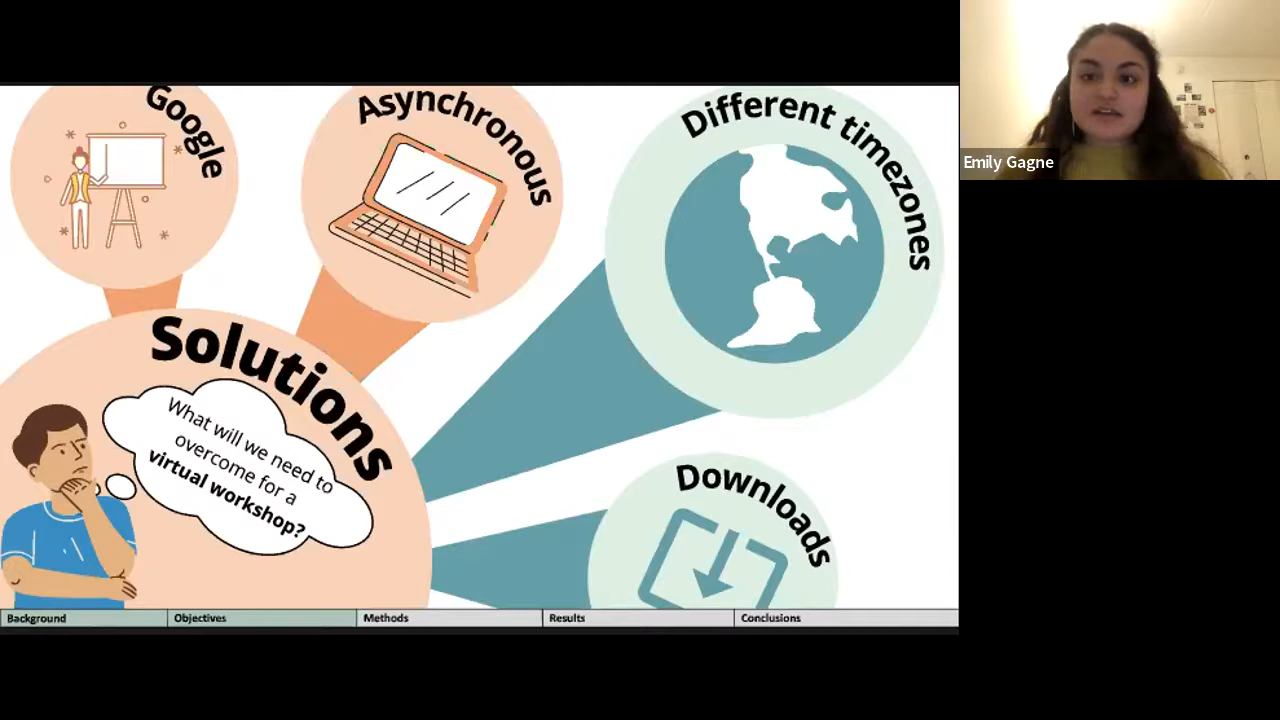 Google
Asynchronous
Different timezones
Emily Gagne
Solutions
What will we need to
overcome for a
virtual workshop?
Downloads
Background
Objectives
Methods
Results
Conclusions